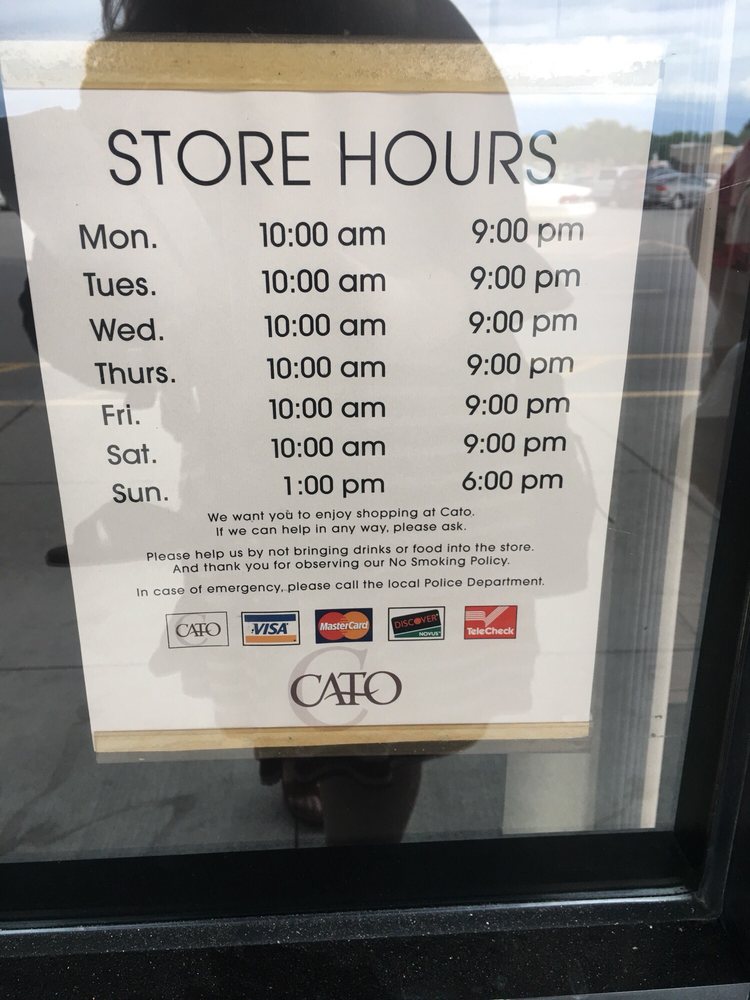 STORE HOURS
Mon. 10:00 am 9:00 pm
Tues. 10:00 am 9:00 pm
Wed. 10:00 am 9:00 pm
Thurs. 10:00 am 9:00 pm
Fri. 10:00 am 9:00 pm
Sat. 10:00 am 9:00 pm
Sun. 1:00 pm 6:00 pm
We want you to enjoy shopping at Cato.
If we can help in any way, please ask.
Please help us by not bringing drinks or food into the store.
And thank you for observing our No Smoking Policy.
In case of emergency, please call the local Police Department.
CATO VISA MasterCard DISCOVER NOVUS TeleCheck
CATO